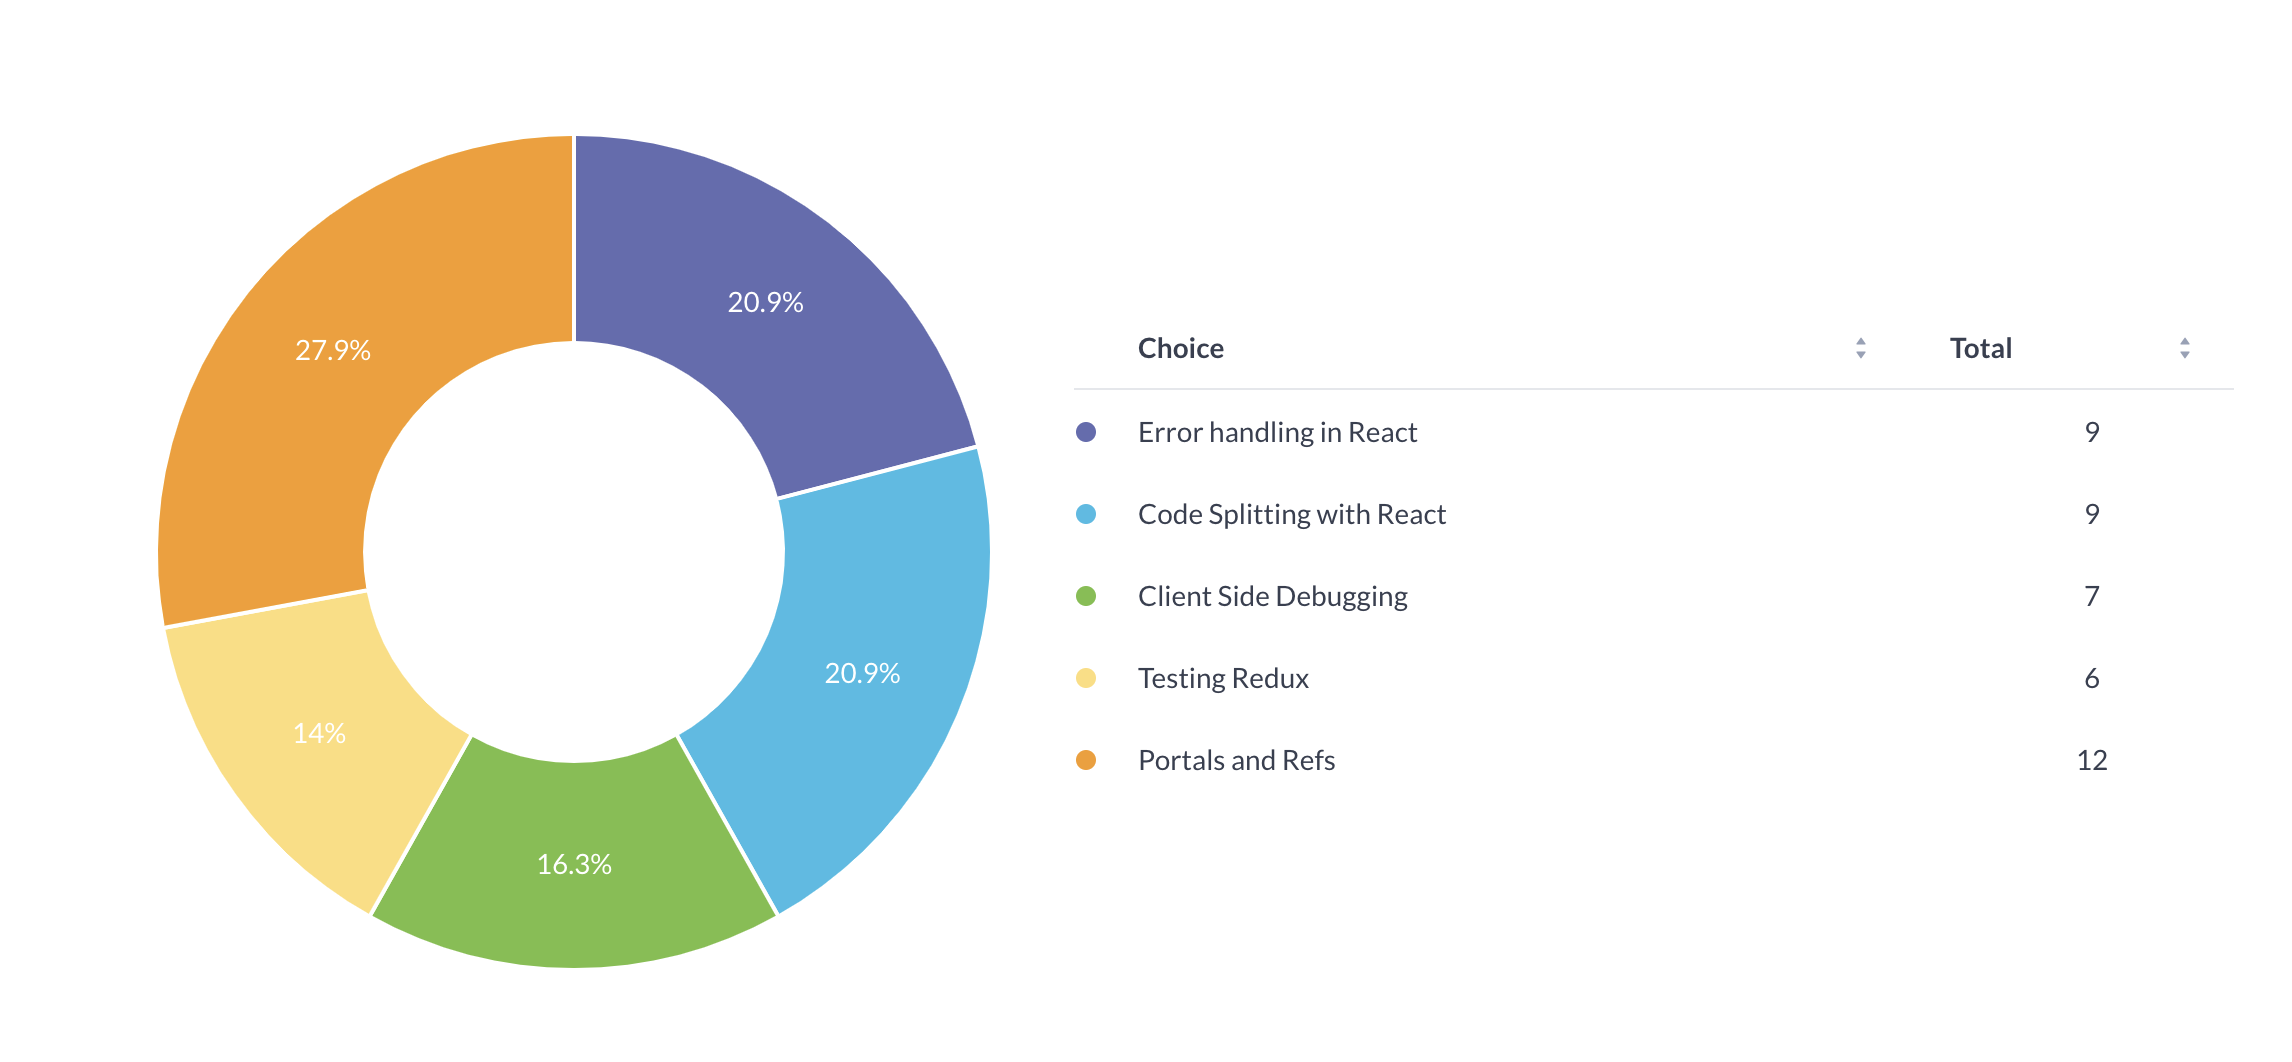 20.9%
27.9%
20.9%
14%
16.3%
Choice Total
Error handling in React 9
Code Splitting with React 9
Client Side Debugging 7
Testing Redux 6
Portals and Refs 12